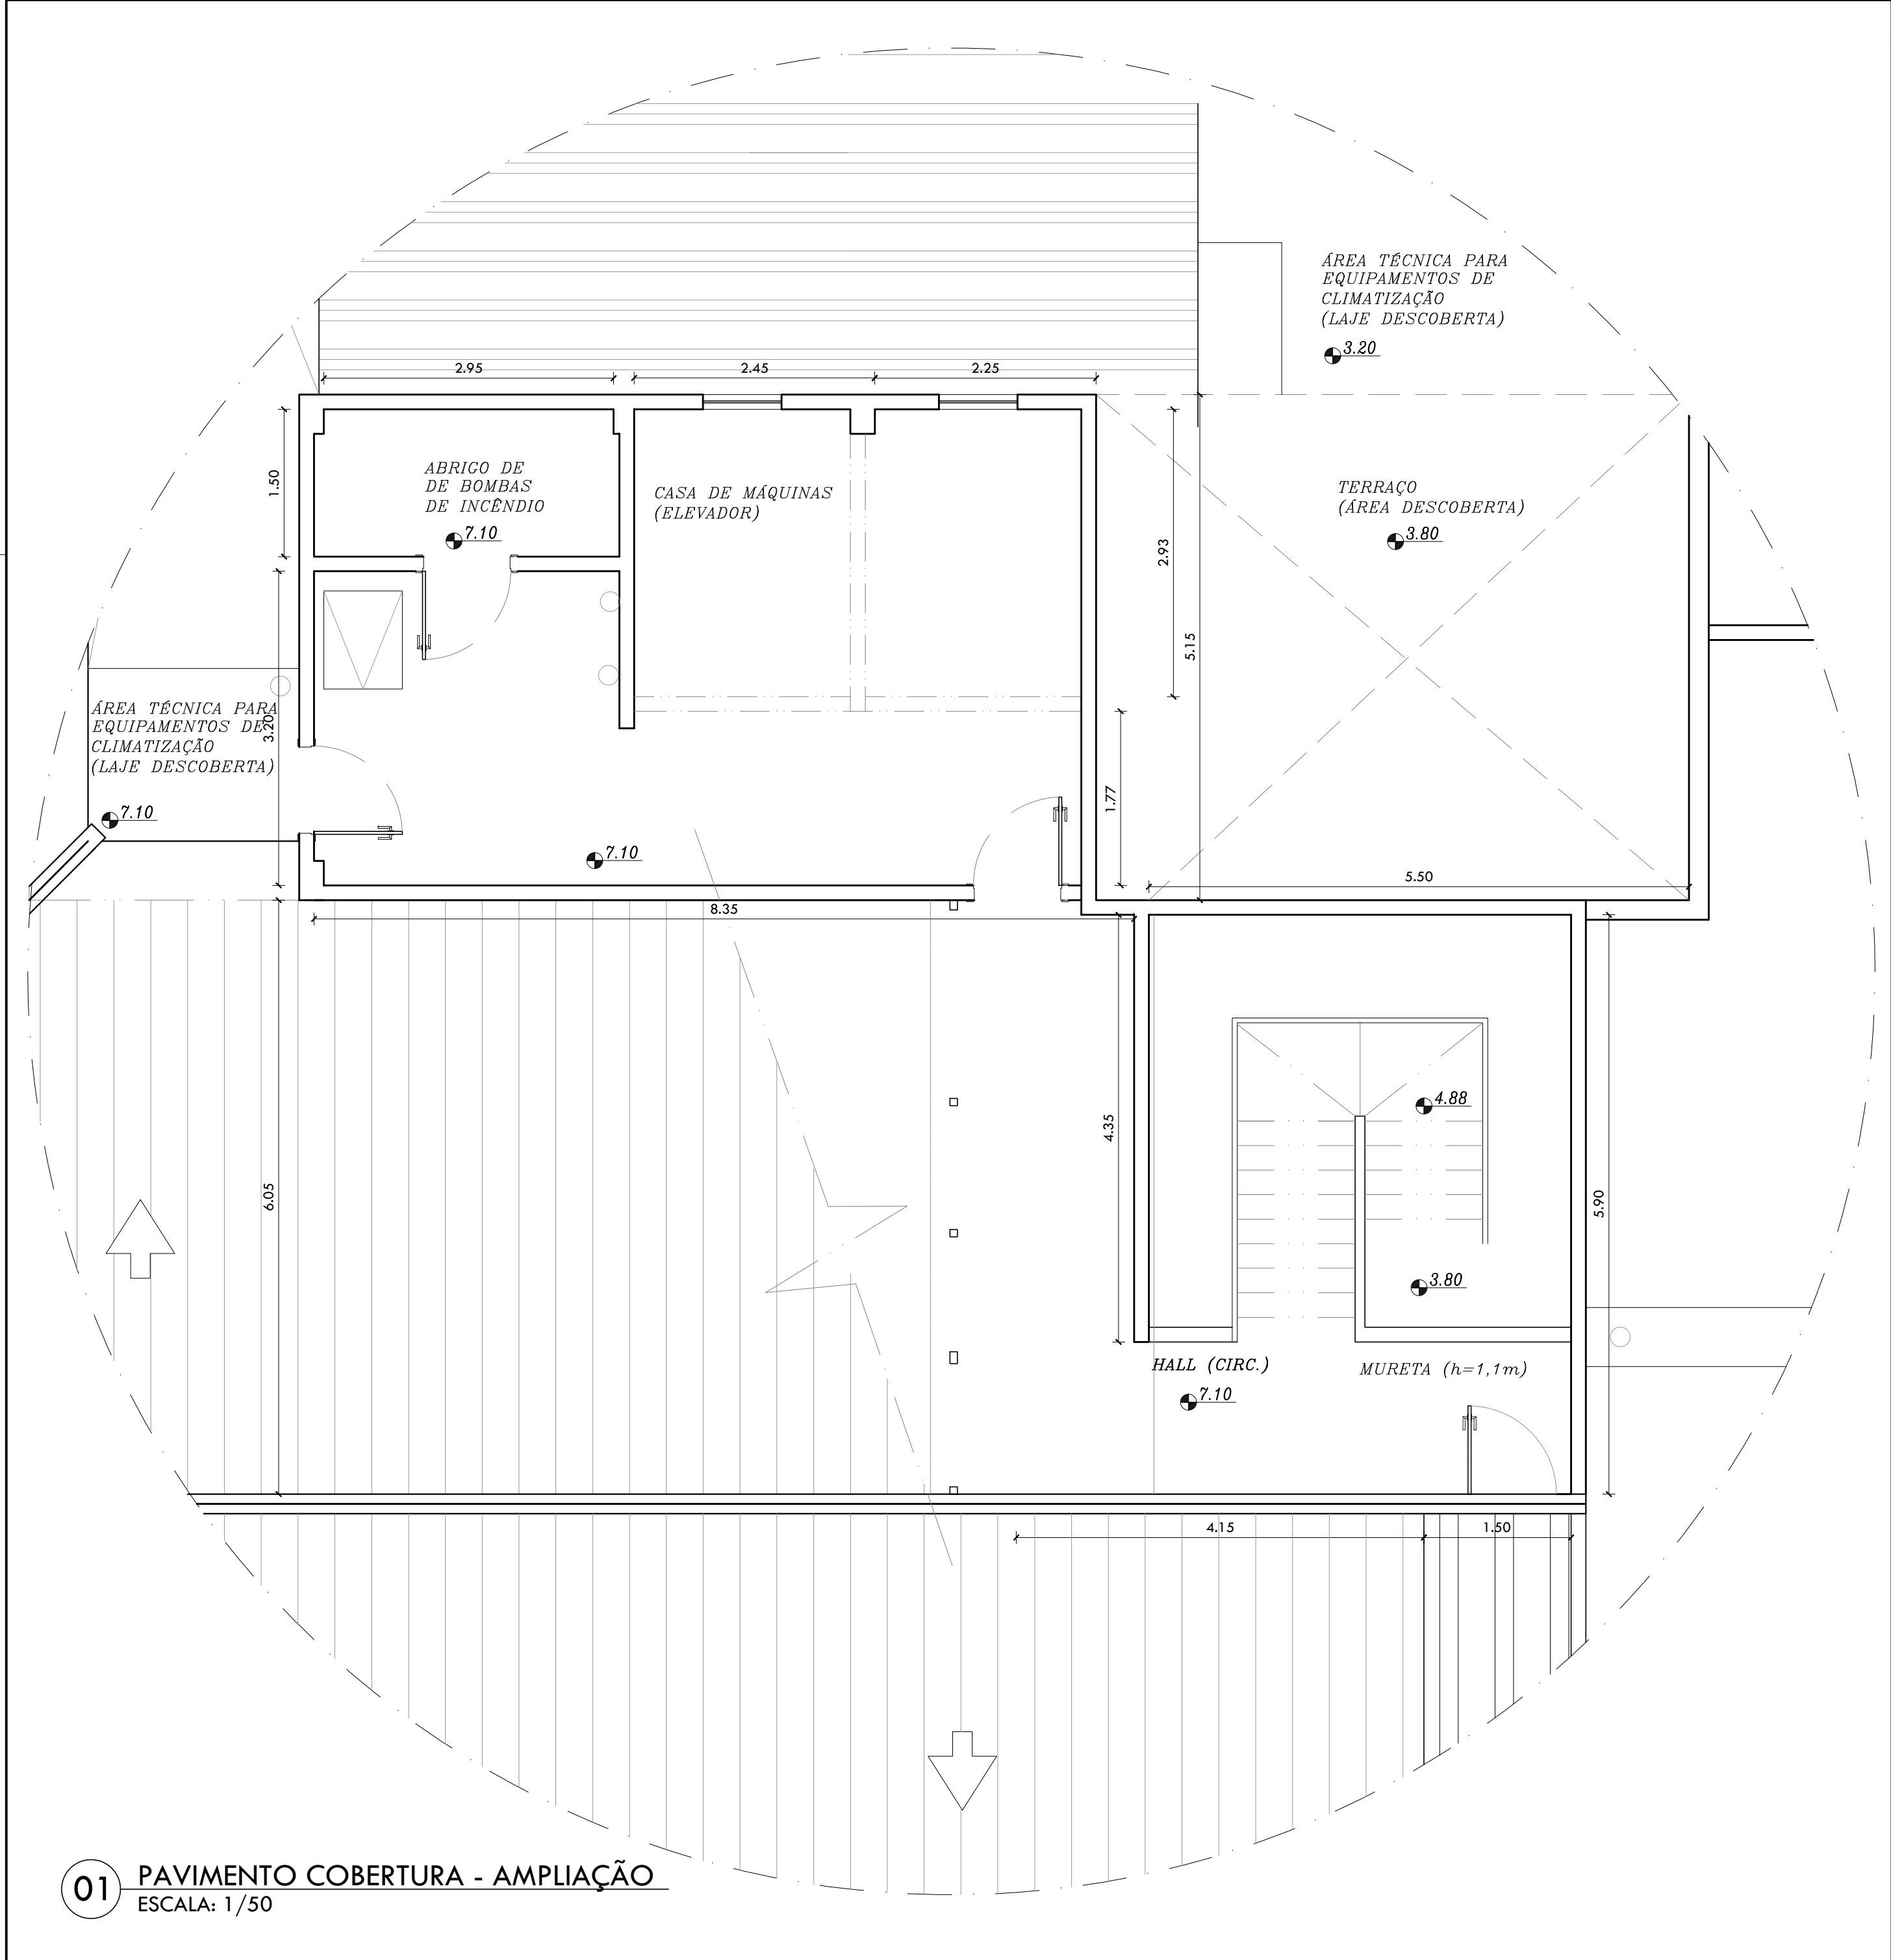 ÁREA TÉCNICA PARA
EQUIPAMENTOS DE
CLIMATIZAÇÃO
(LAJE DESCOBERTA)
3.20
2.95
2.45
2.25
1.50
ABRIGO DE
DE BOMBAS
DE INCÊNDIO
7.10
CASA DE MÁQUINAS
(ELEVADOR)
2.93
5.15
TERRAÇO
(ÁREA DESCOBERTA)
3.80
ÁREA TÉCNICA PARA
EQUIPAMENTOS DE
CLIMATIZAÇÃO
(LAJE DESCOBERTA)
7.10
3.20
7.10
1.77
5.50
8.35
4.35
4.88
6.05
5.90
3.80
HALL (CIRC.)
7.10
MURETA (h=1,1m)
4.15
1.50
01
PAVIMENTO COBERTURA - AMPLIAÇÃO
ESCALA: 1/50